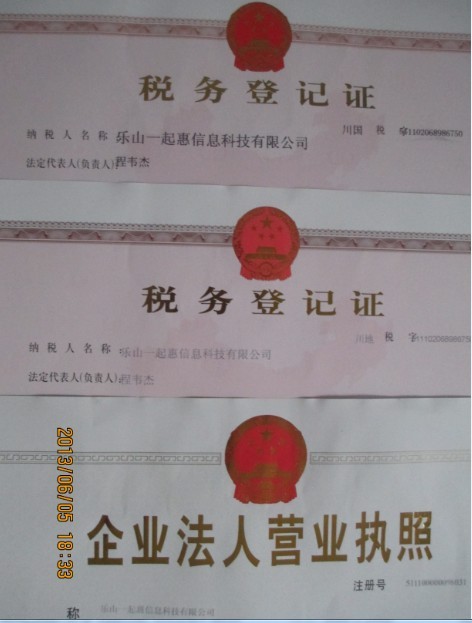 税务登记证
川国 税 字
纳税人名称:乐山一起惠信息科技有限公司
法定代表人(负责人):程韦杰
税务登记证
川地 税 字
纳税人名称:乐山一起惠信息科技有限公司
法定代表人(负责人):程韦杰
企业法人营业执照
注册号
称 乐山一起惠信息科技有限公司
2013/06/05 18:33